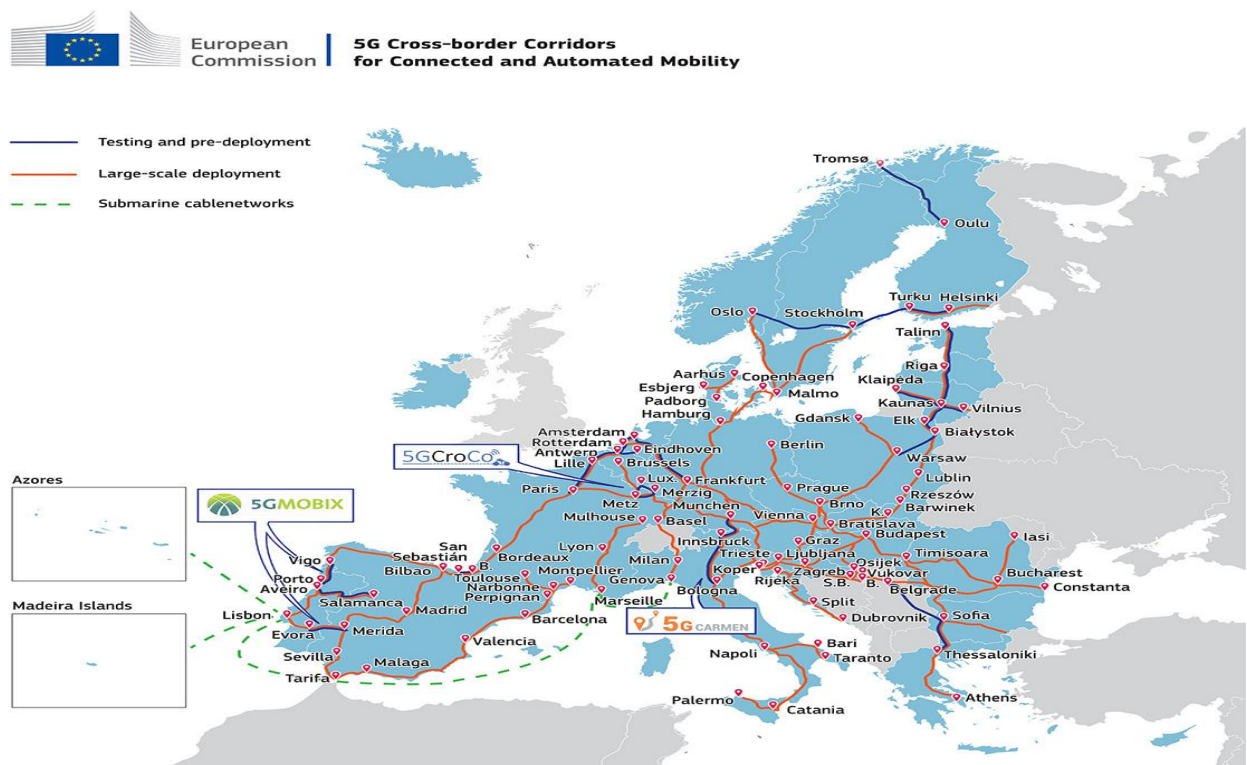 European
Commission
5G Cross-border Corridors
for Connected and Automated Mobility
Testing and pre-deployment
Large-scale deployment
Submarine cablenetworks
Tromsø
Oulu
Turku
Helsinki
Oslo
Stockholm
Talinn
Riga
Aarhus
Copenhagen
Klaipėda
Esbjerg
Padborg
Malmo
Kaunas
Vilnius
Hamburg
Gdansk
Elk
Białystok
Amsterdam
Rotterdam
Antwerp
Eindhoven
Berlin
Warsaw
Lille
Brussels
5GCroCo
Lux.
Frankfurt
Lublin
Azores
Paris
Merzig
Prague
Rzeszów
Metz
Munchen
Brno
K.
Barwinek
5GMOBIX
Mulhouse
Basel
Vienna
Bratislava
Innsbruck
Graz
Budapest
Iasi
San
Sebastián
B.
Bordeaux
Lyon
Milan
Trieste
Ljubljana
Timisoara
Vigo
Bilbao
Toulouse
Montpellier
Genova
Koper
Zagreb
Osijek
Vukovar
Bucharest
Porto
Narbonne
Rijeka
S.B.
B.
Constanta
Aveiro
Salamanca
Perpignan
Marseille
Bologna
Belgrade
Madeira Islands
Madrid
Split
Lisbon
Barcelona
5G CARMEN
Dubrovnik
Sofia
Evora
Merida
Valencia
Bari
Sevilla
Napoli
Taranto
Thessaloniki
Malaga
Tarifa
Palermo
Catania
Athens